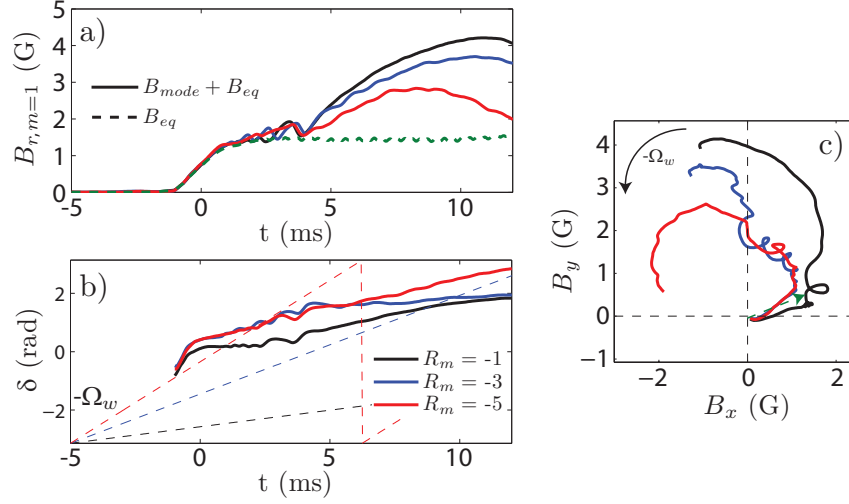 a)
B_{r,m=1} (G)
5
4
3
2
1
0
B_{mode} + B_{eq}
B_{eq}
-5
0
5
10
t (ms)
b)
δ (rad)
2
0
-2
-Ω_w
R_m = -1
R_m = -3
R_m = -5
-5
0
5
10
t (ms)
c)
-Ω_w
B_y (G)
4
3
2
1
0
−1
−2
0
2
B_x (G)